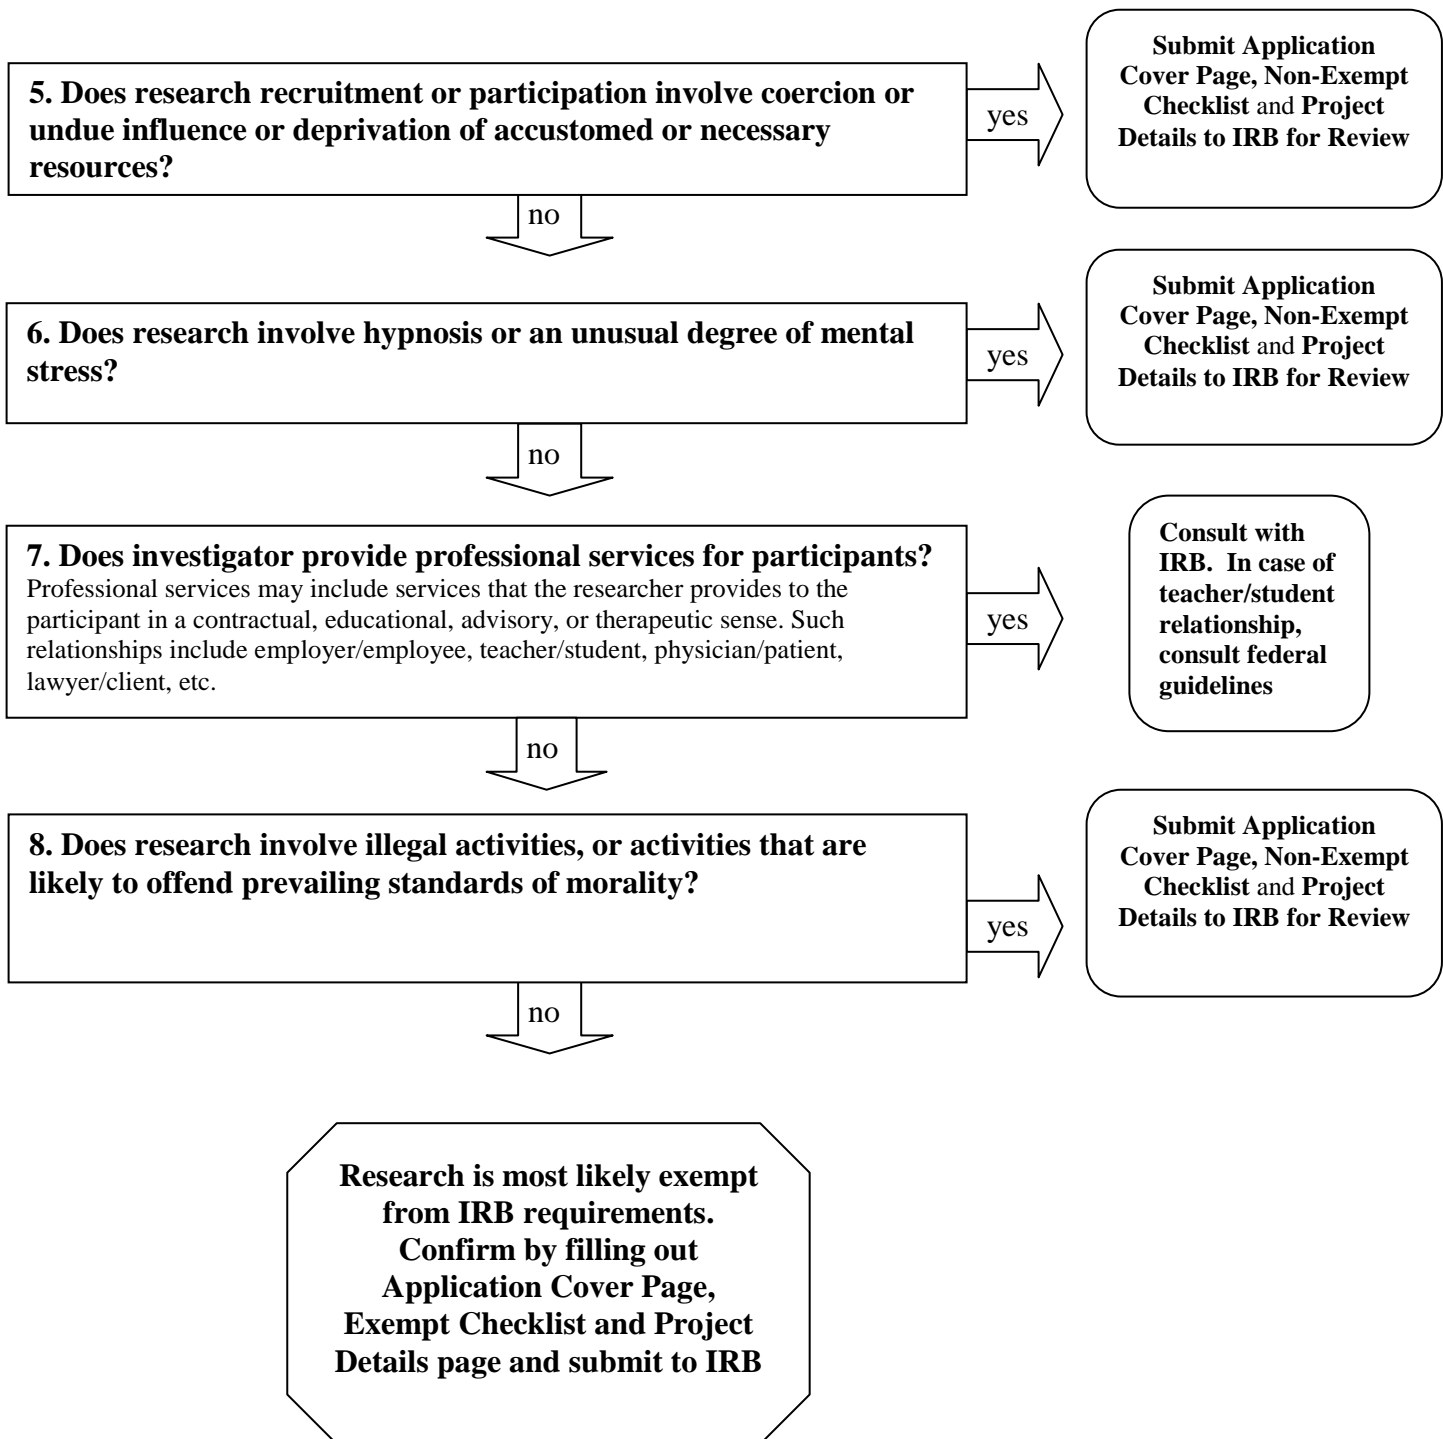 5. Does research recruitment or participation involve coercion or
undue influence or deprivation of accustomed or necessary
resources?
yes
Submit Application
Cover Page, Non-Exempt
Checklist and Project
Details to IRB for Review
no
6. Does research involve hypnosis or an unusual degree of mental
stress?
yes
Submit Application
Cover Page, Non-Exempt
Checklist and Project
Details to IRB for Review
no
7. Does investigator provide professional services for participants?
Professional services may include services that the researcher provides to the
participant in a contractual, educational, advisory, or therapeutic sense. Such
relationships include employer/employee, teacher/student, physician/patient,
lawyer/client, etc.
yes
Consult with
IRB. In case of
teacher/student
relationship,
consult federal
guidelines
no
8. Does research involve illegal activities, or activities that are
likely to offend prevailing standards of morality?
yes
Submit Application
Cover Page, Non-Exempt
Checklist and Project
Details to IRB for Review
no
Research is most likely exempt
from IRB requirements.
Confirm by filling out
Application Cover Page,
Exempt Checklist and Project
Details page and submit to IRB